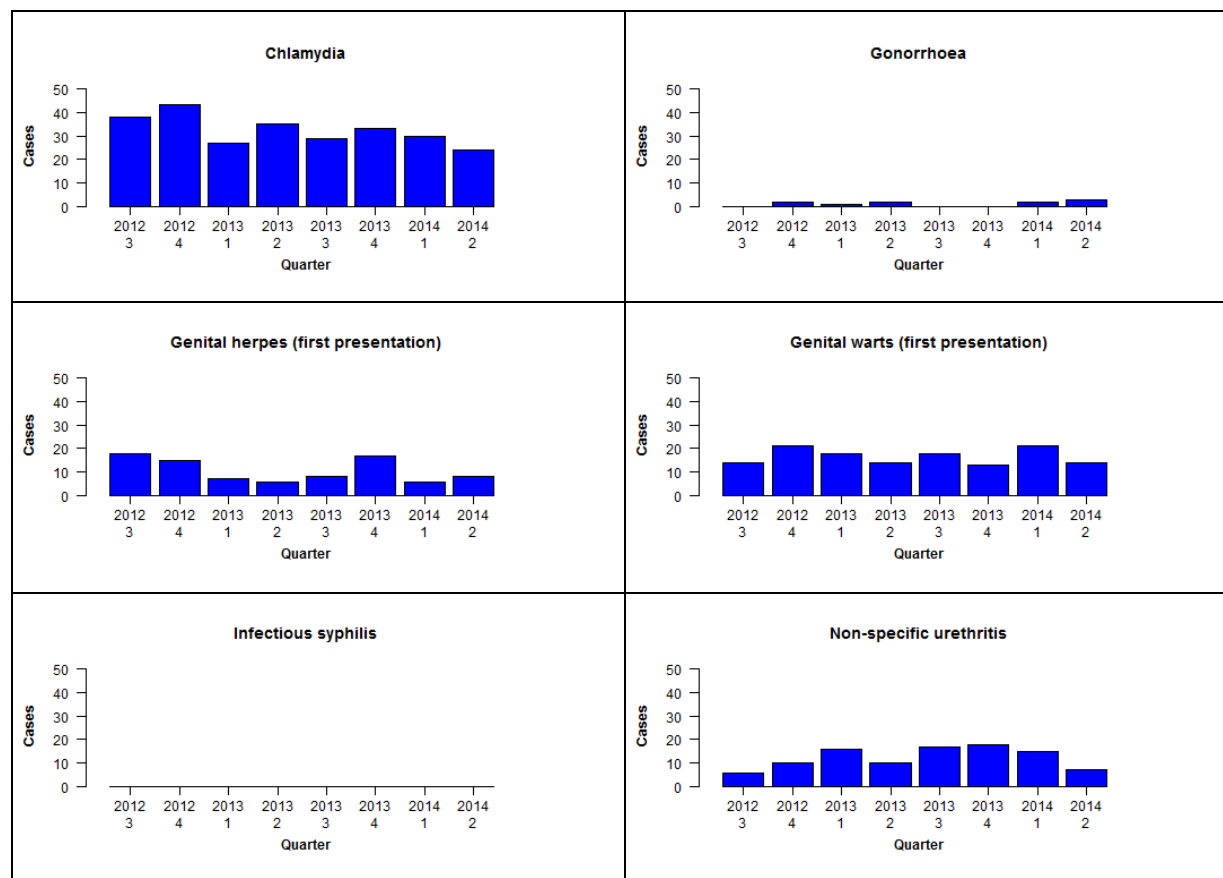 Chlamydia
50
40
30
20
10
0
Cases
2012 2012 2013 2013 2013 2013 2014 2014
3 4 1 2 3 4 1 2
Quarter
Gonorrhoea
50
40
30
20
10
0
Cases
2012 2012 2013 2013 2013 2013 2014 2014
3 4 1 2 3 4 1 2
Quarter
Genital herpes (first presentation)
50
40
30
20
10
0
Cases
2012 2012 2013 2013 2013 2013 2014 2014
3 4 1 2 3 4 1 2
Quarter
Genital warts (first presentation)
50
40
30
20
10
0
Cases
2012 2012 2013 2013 2013 2013 2014 2014
3 4 1 2 3 4 1 2
Quarter
Infectious syphilis
50
40
30
20
10
0
Cases
2012 2012 2013 2013 2013 2013 2014 2014
3 4 1 2 3 4 1 2
Quarter
Non-specific urethritis
50
40
30
20
10
0
Cases
2012 2012 2013 2013 2013 2013 2014 2014
3 4 1 2 3 4 1 2
Quarter